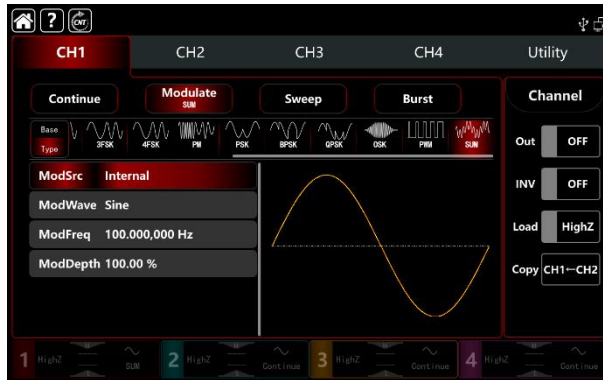 ? CNT
CH1 CH2 CH3 CH4 Utility
Continue Modulate Sweep Burst Channel
SUM
Base
Type 3FSK 4FSK PM PSK BPSK QPSK OSK PWM SUM
Out OFF
ModSrc Internal
INV OFF
ModWave Sine
ModFreq 100.000,000 Hz
Load HighZ
ModDepth 100.00 %
Copy CH1←CH2
1 HighZ SUM 2 HighZ Continue 3 HighZ Continue 4 HighZ Continue